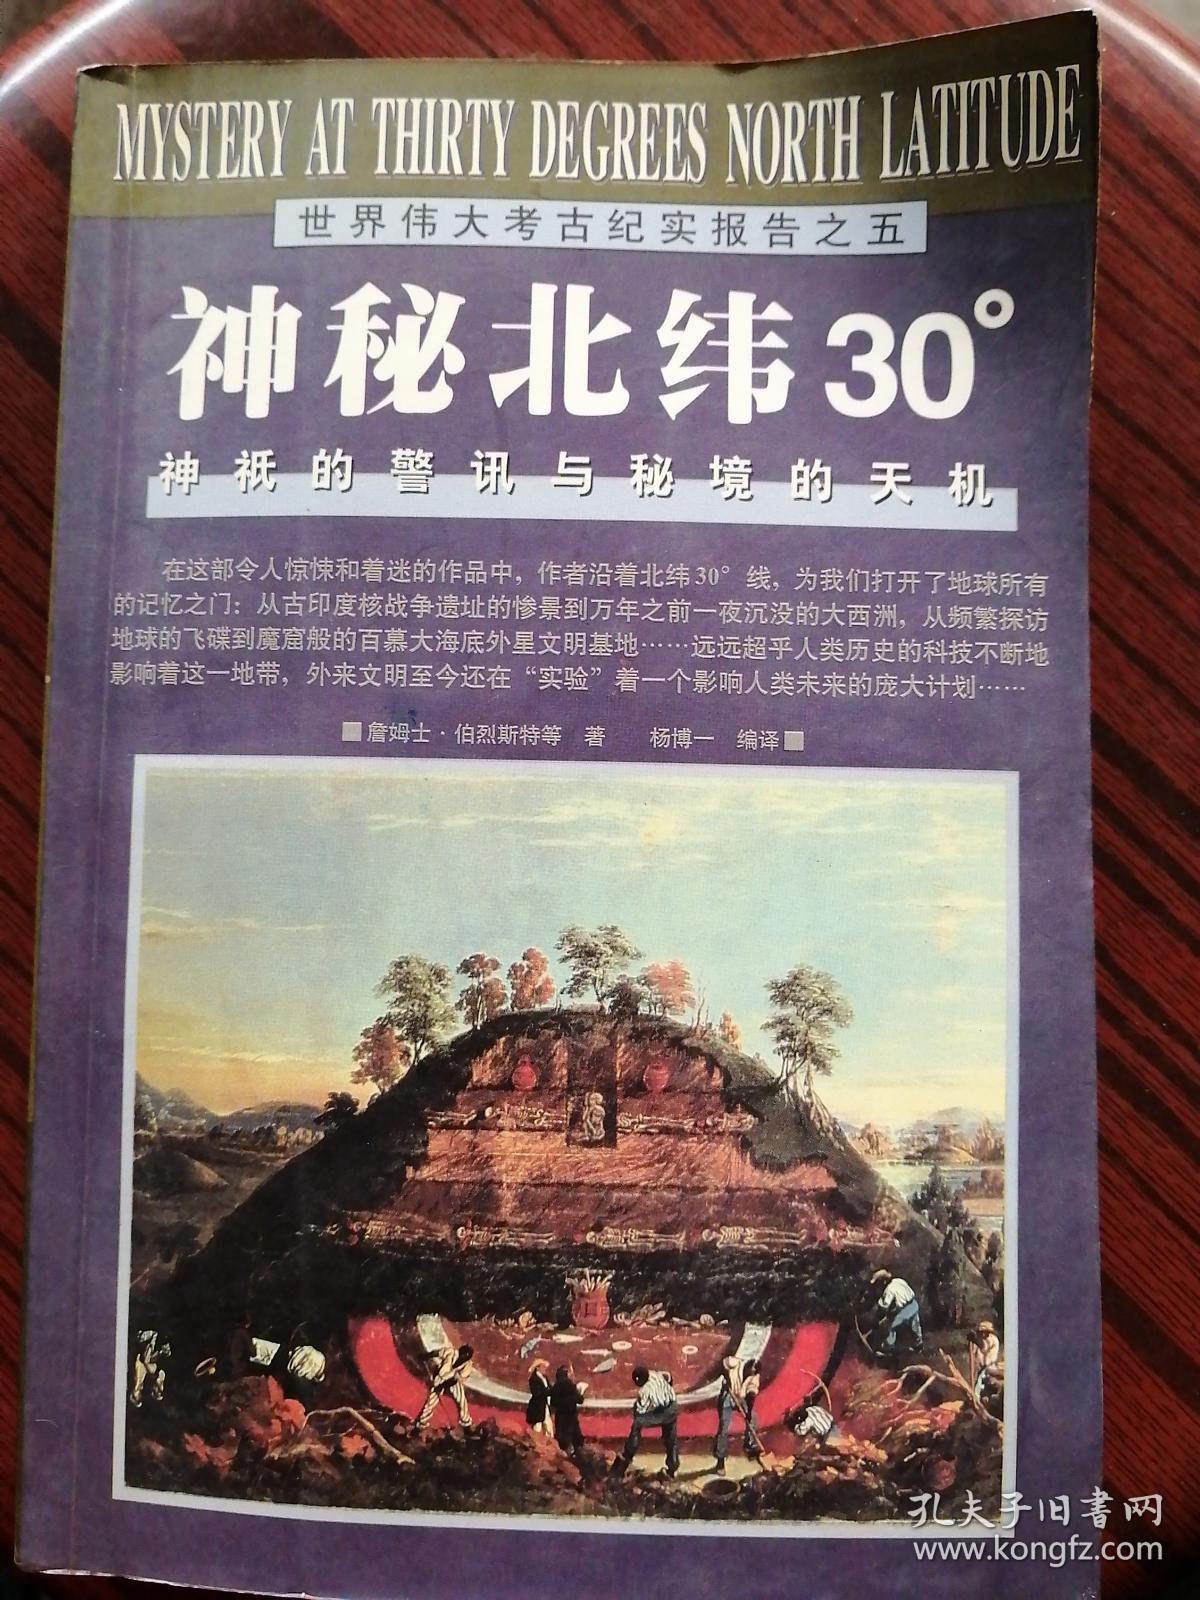 MYSTERY AT THIRTY DEGREES NORTH LATITUDE
世界伟大考古纪实报告之五
神秘北纬30°
神祇的警讯与秘境的天机
在这部令人惊悚和着迷的作品中，作者沿着北纬30°线，为我们打开了地球所有
的记忆之门：从古印度核战争遗址的惨景到万年之前一夜沉没的大西洲，从频繁探访
地球的飞碟到魔窟般的百慕大海底外星文明基地……远远超乎人类历史的科技不断地
影响着这一地带，外来文明至今还在“实验”着一个影响人类未来的庞大计划……
■詹姆士·伯烈斯特等 著 杨博一 编译■
孔夫子旧书网
www.kongfz.com